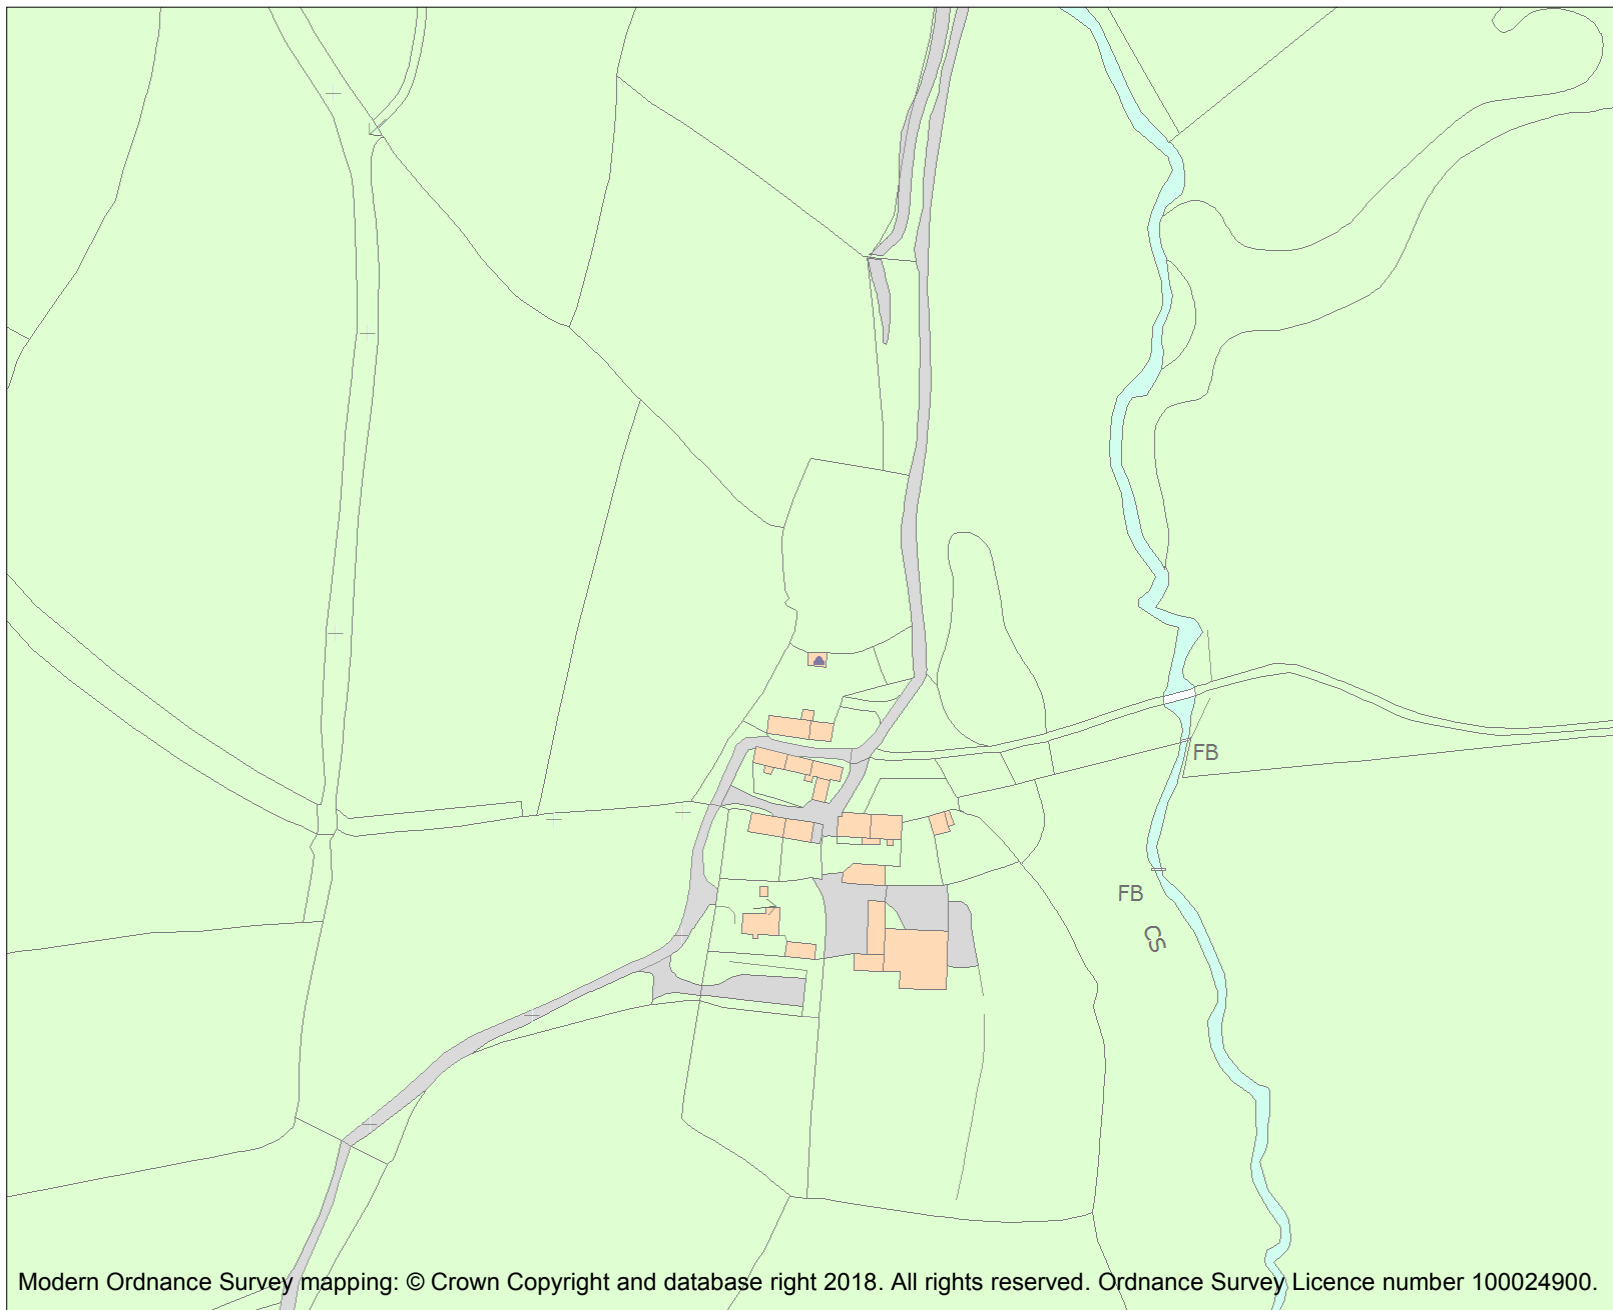 FB
FB
CS
Modern Ordnance Survey mapping: © Crown Copyright and database right 2018. All rights reserved. Ordnance Survey Licence number 100024900.